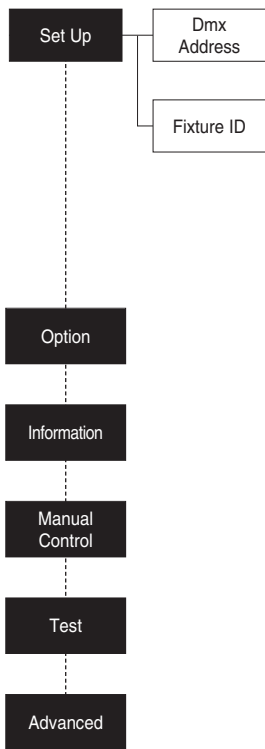 Set Up
Dmx
Address
Fixture ID
Option
Information
Manual
Control
Test
Advanced